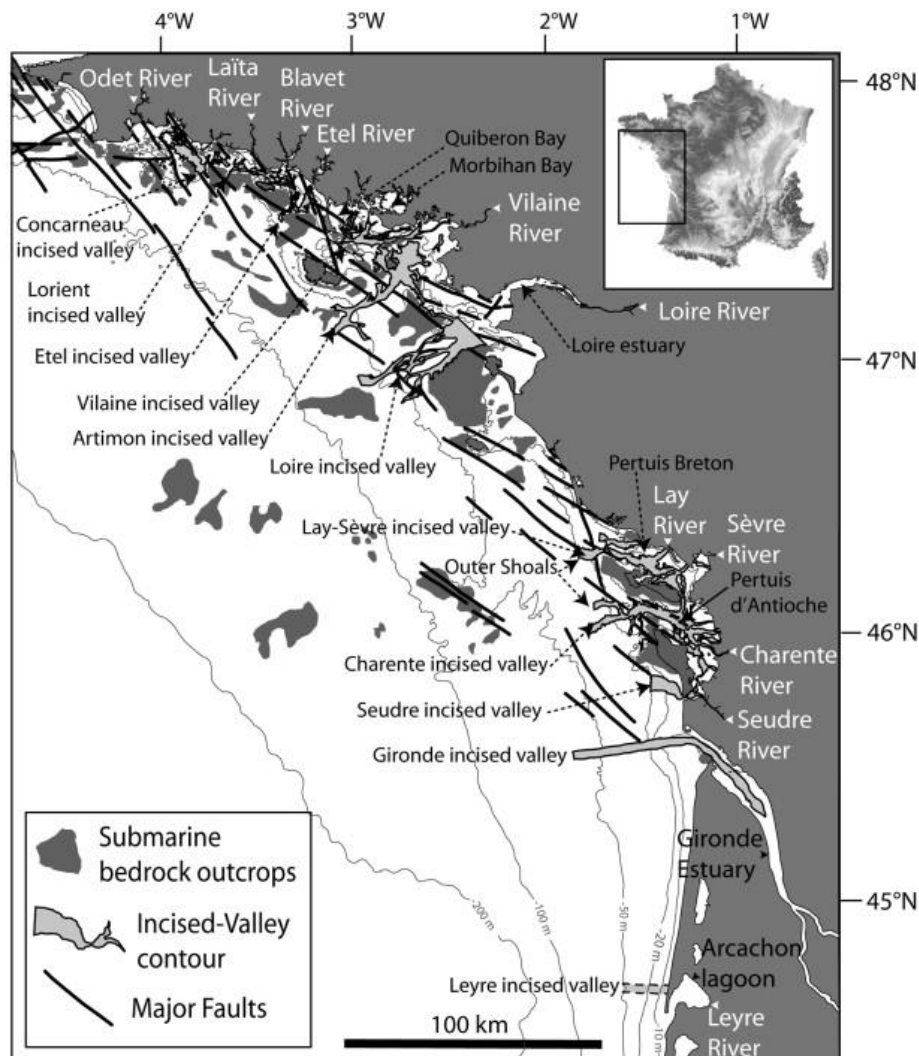 4°W
3°W
2°W
1°W
48°N
47°N
46°N
45°N
Odet River
Laïta
River
Blavet
River
Etel River
Quiberon Bay
Morbihan Bay
Vilaine
River
Concarneau
incised valley
Lorient
incised valley
Etel incised valley
Loire River
Loire estuary
Vilaine incised valley
Artimon incised valley
Loire incised valley
Pertuis Breton
Lay
River
Sèvre
River
Lay-Sèvre incised valley
Outer Shoals
Pertuis
d'Antioche
Charente incised valley
Charente
River
Seudre incised valley
Seudre
River
Gironde incised valley
Gironde
Estuary
Submarine
bedrock outcrops
Incised-Valley
contour
Major Faults
-200 m
-100 m
-50 m
-20 m
-10 m
Leyre incised valley
Arcachon
lagoon
Leyre
River
100 km